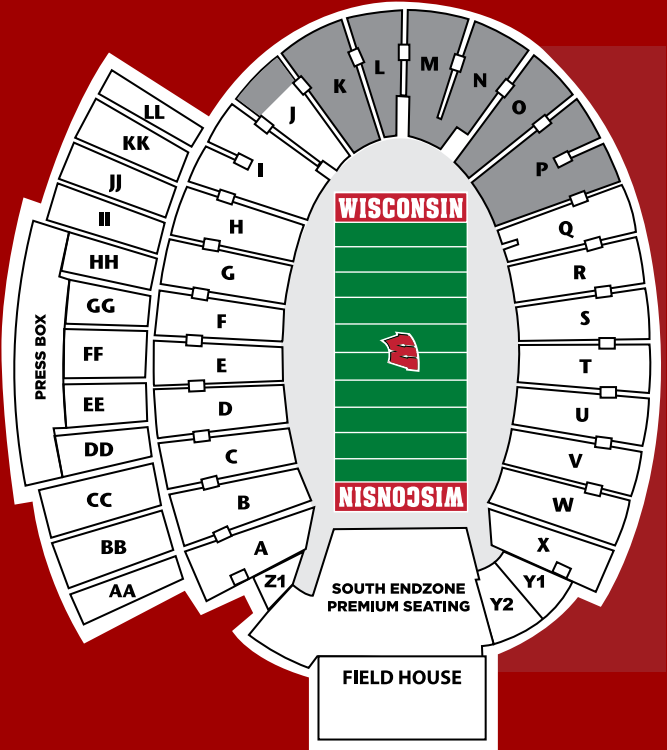 K
L
M
N
O
P
J
I
H
G
F
E
D
C
B
A
Z1
LL
KK
JJ
II
HH
GG
FF
EE
DD
CC
BB
AA
PRESS BOX
WISCONSIN
W
WISCONSIN
Q
R
S
T
U
V
W
X
Y1
Y2
SOUTH ENDZONE
PREMIUM SEATING
FIELD HOUSE